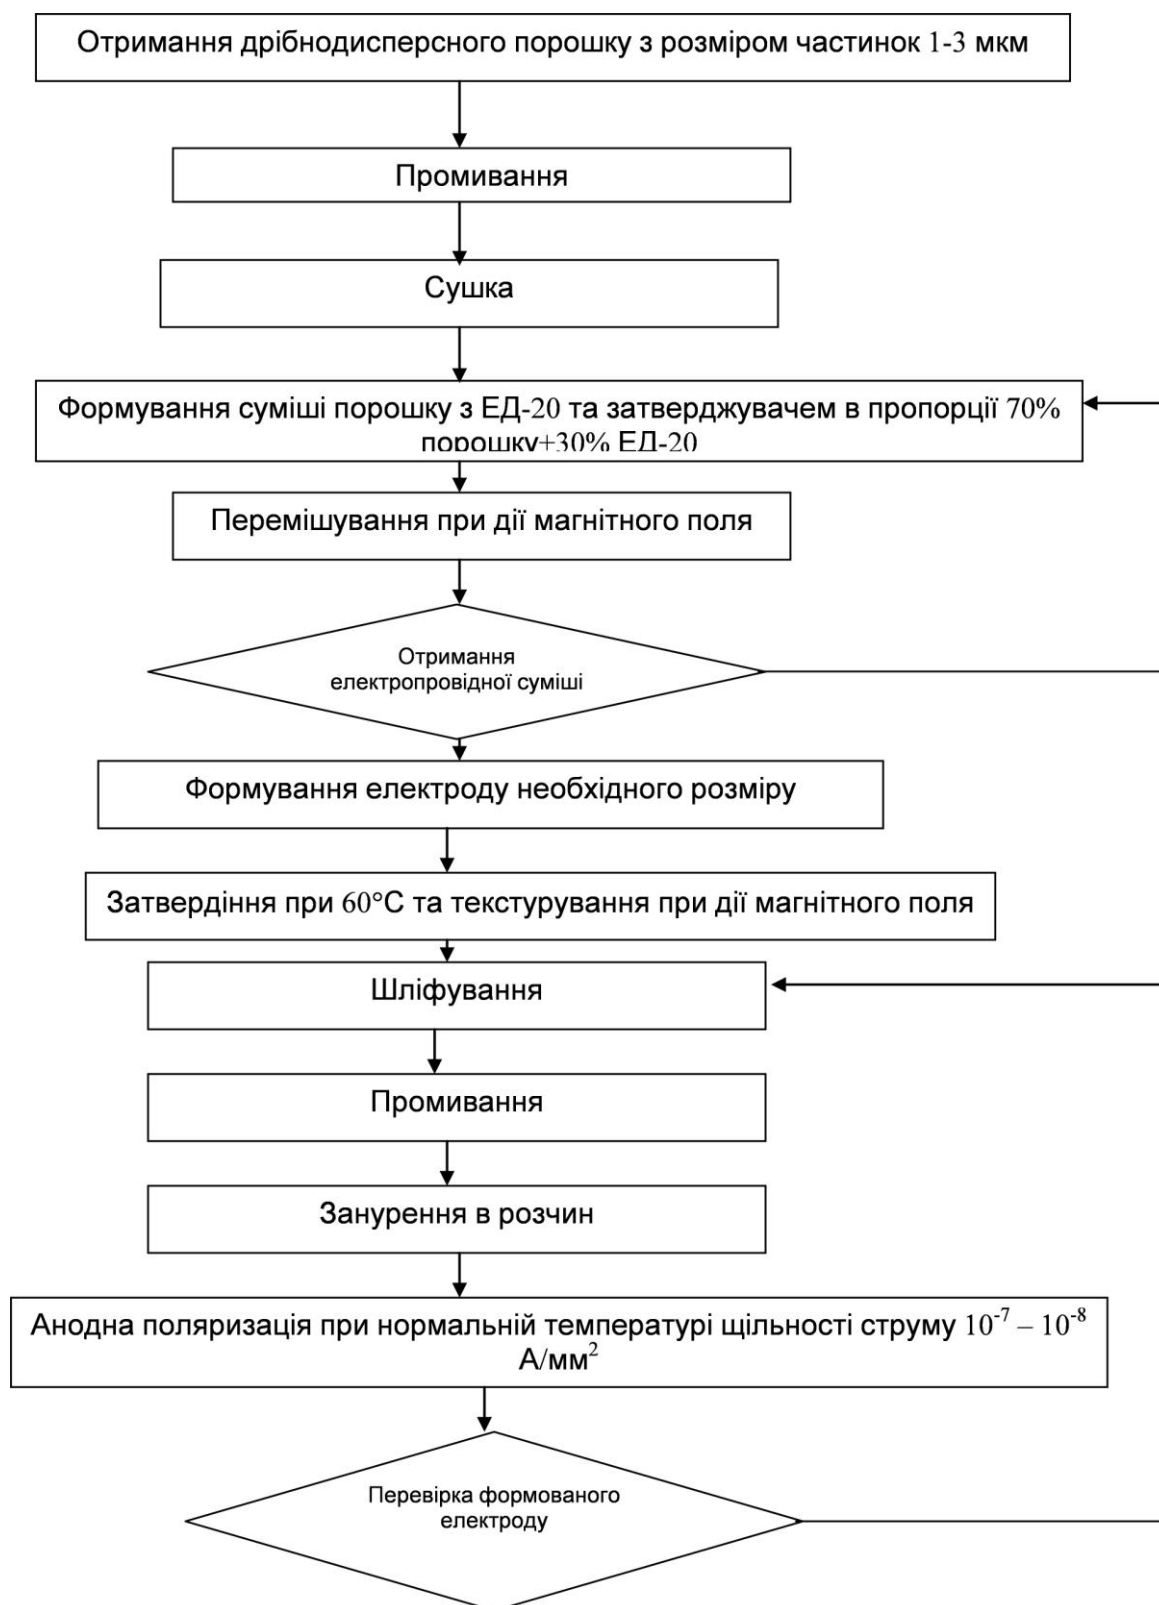 Отримання дрібнодисперсного порошку з розміром частинок 1-3 мкм
Промивання
Сушка
Формування суміші порошку з ЕД-20 та затверджувачем в пропорції 70%
порошку+30% ЕД-20
Перемішування при дії магнітного поля
Отримання
електропровідної суміші
Формування електроду необхідного розміру
Затвердіння при 60°С та текстурування при дії магнітного поля
Шліфування
Промивання
Занурення в розчин
Анодна поляризація при нормальній температурі щільності струму 10⁻⁷ – 10⁻⁸
А/мм²
Перевірка формованого
електроду